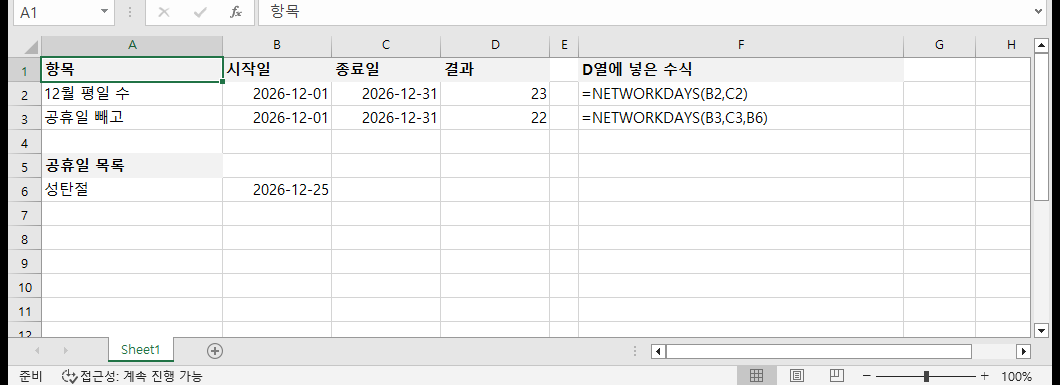 A1 fx 항목
A B C D E F G H
1 항목 시작일 종료일 결과 D열에 넣은 수식
2 12월 평일 수 2026-12-01 2026-12-31 23 =NETWORKDAYS(B2,C2)
3 공휴일 빼고 2026-12-01 2026-12-31 22 =NETWORKDAYS(B3,C3,B6)
4
5 공휴일 목록
6 성탄절 2026-12-25
7
8
9
10
11
12
Sheet1
준비 접근성: 계속 진행 가능 100%